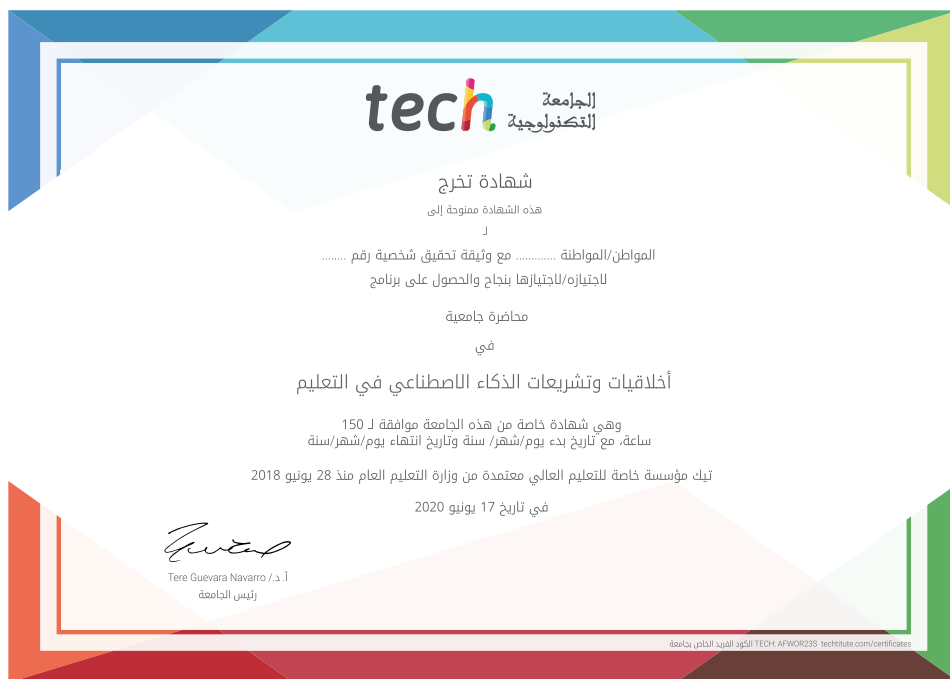 tech الجامعة
التكنولوجية
شهادة تخرج
هذه الشهادة ممنوحة إلى
لـ
المواطن/المواطنة ............ مع وثيقة تحقيق شخصية رقم ........
لاجتيازه/لاجتيازها بنجاح والحصول على برنامج
محاضرة جامعية
في
أخلاقيات وتشريعات الذكاء الاصطناعي في التعليم
وهي شهادة خاصة من هذه الجامعة موافقة لـ 150
ساعة، مع تاريخ بدء يوم/شهر/ سنة وتاريخ انتهاء يوم/شهر/سنة
تيك مؤسسة خاصة للتعليم العالي معتمدة من وزارة التعليم العام منذ 28 يونيو 2018
في تاريخ 17 يونيو 2020
أ. د./ Tere Guevara Navarro
رئيس الجامعة
الكود الفريد الخاص بجامعة TECH: AFWOR23S techtitute.com/certificates